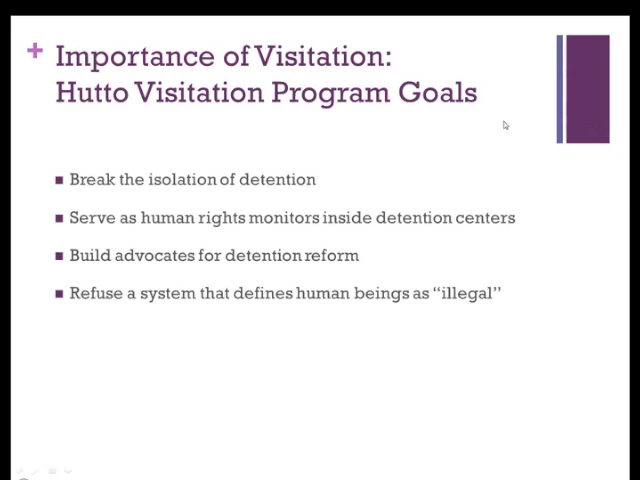 +
Importance of Visitation:
Hutto Visitation Program Goals
Break the isolation of detention
Serve as human rights monitors inside detention centers
Build advocates for detention reform
Refuse a system that defines human beings as “illegal”